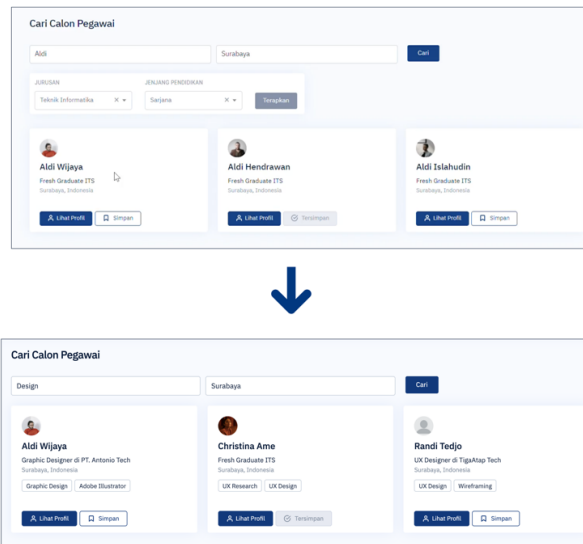 Cari Calon Pegawai
Aldi Surabaya Cari
JURUSAN JENJANG PENDIDIKAN
Teknik Informatika Sarjana Terapkan
Aldi Wijaya Aldi Hendrawan Aldi Islahudin
Fresh Graduate ITS Fresh Graduate ITS Fresh Graduate ITS
Surabaya, Indonesia Surabaya, Indonesia Surabaya, Indonesia
Lihat Profil Simpan Lihat Profil Tersimpan Lihat Profil Simpan
Cari Calon Pegawai
Design Surabaya Cari
Aldi Wijaya Christina Ame Randi Tedjo
Graphic Designer di PT. Antonio Tech Fresh Graduate ITS UX Designer di TigaAtap Tech
Surabaya, Indonesia Surabaya, Indonesia Surabaya, Indonesia
Graphic Design Adobe Illustrator UX Research UX Design UX Design Wireframing
Lihat Profil Simpan Lihat Profil Tersimpan Lihat Profil Simpan